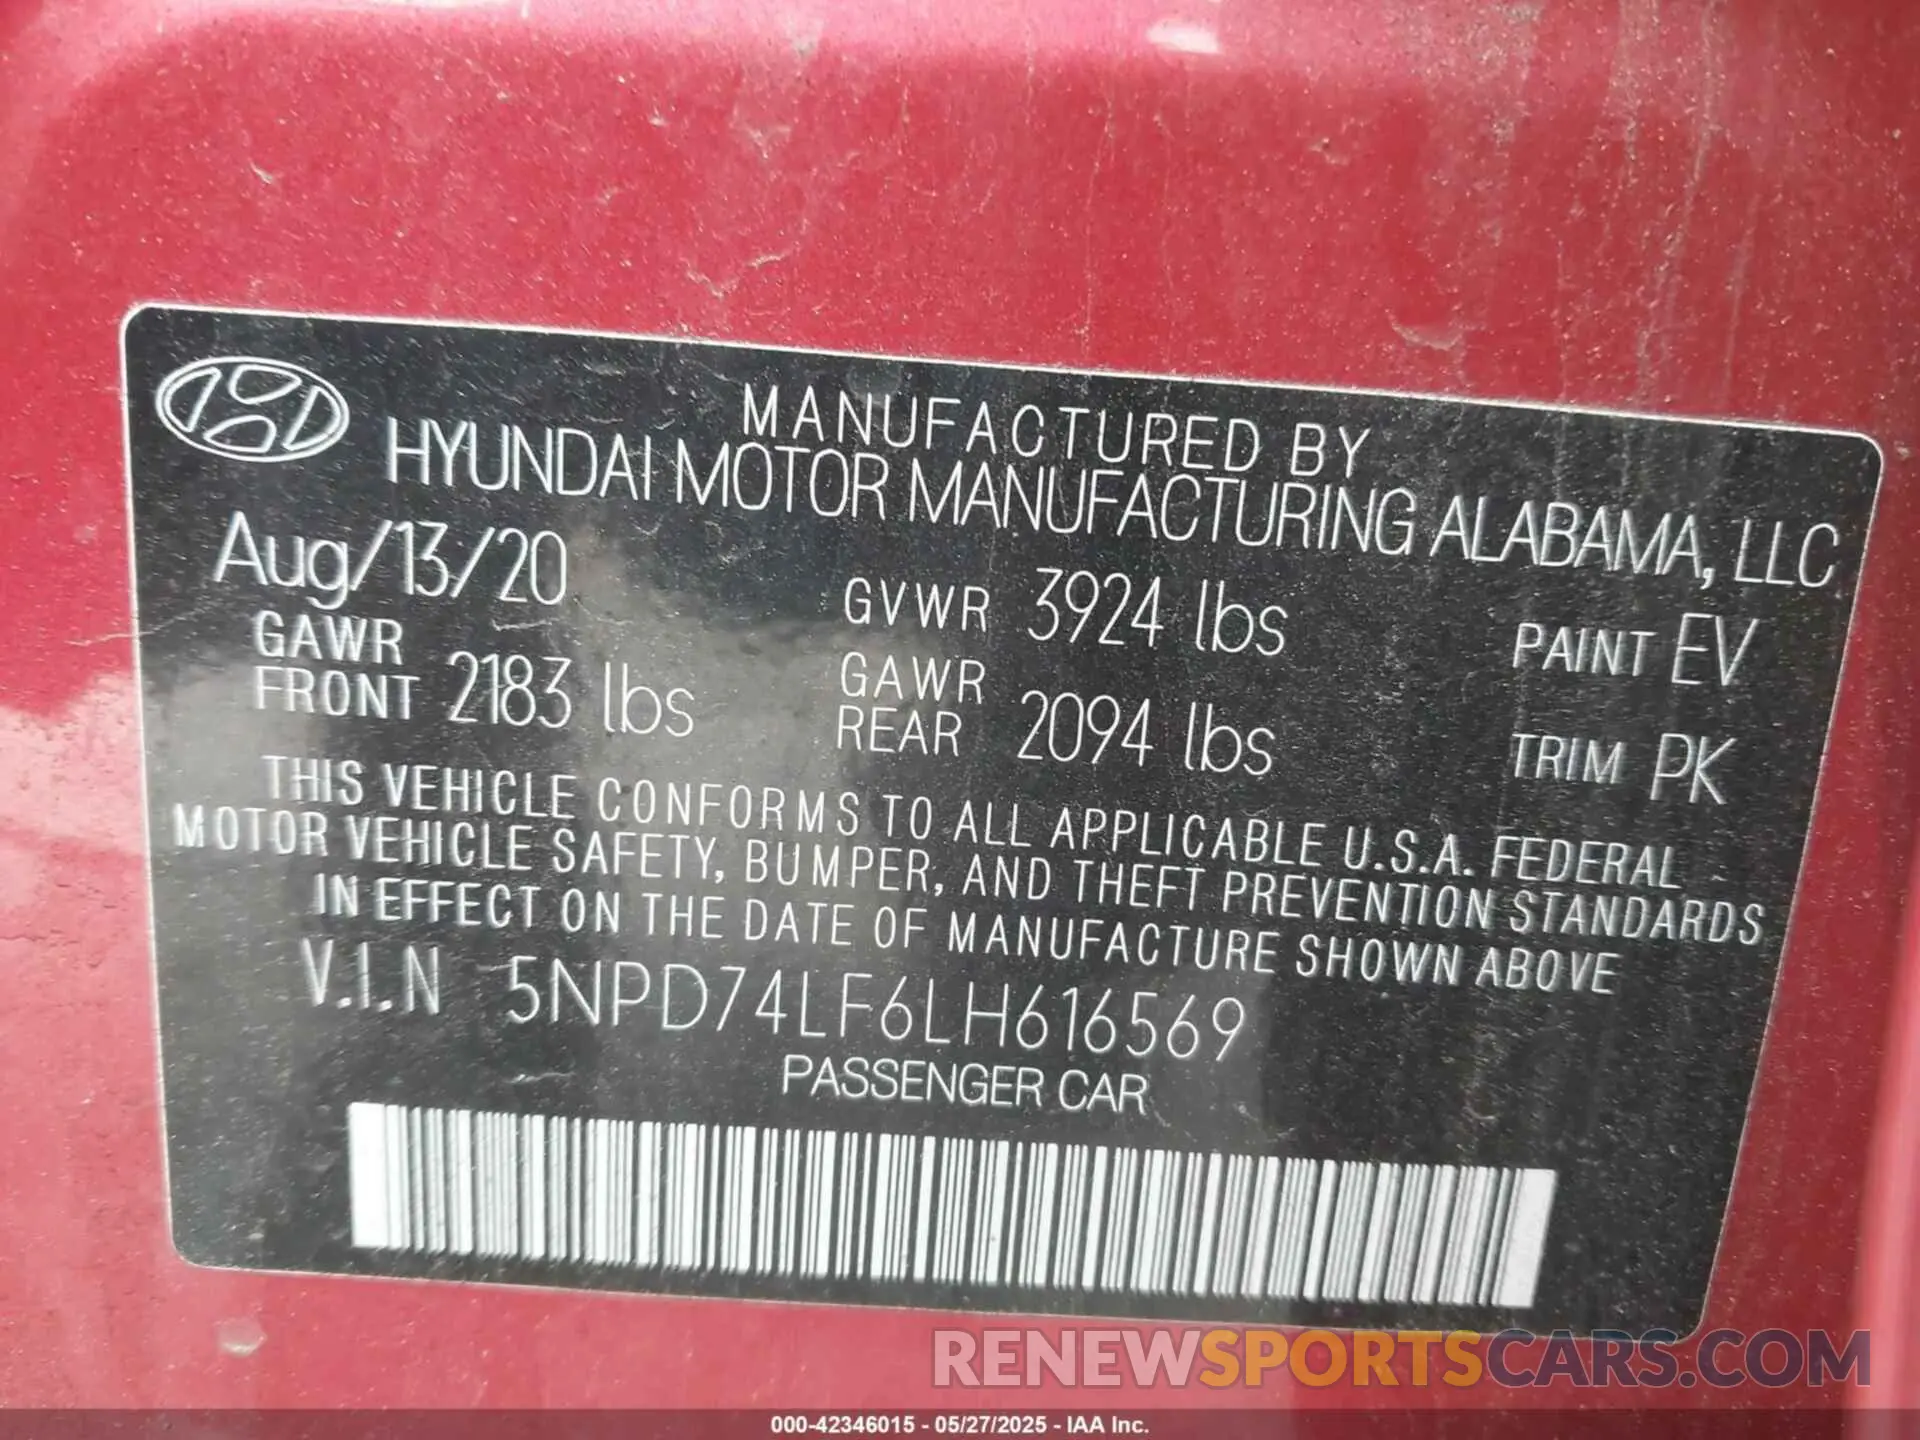 MANUFACTURED BY
HYUNDAI MOTOR MANUFACTURING ALABAMA, LLC
Aug/13/20 GVWR 3924 lbs PAINT EV
GAWR FRONT 2183 lbs GAWR REAR 2094 lbs TRIM PK
THIS VEHICLE CONFORMS TO ALL APPLICABLE U.S.A. FEDERAL
MOTOR VEHICLE SAFETY, BUMPER, AND THEFT PREVENTION STANDARDS
IN EFFECT ON THE DATE OF MANUFACTURE SHOWN ABOVE
V.I.N 5NPD74LF6LH616569
PASSENGER CAR
RENEWSPORTSCARS.COM
000-42346015 - 05/27/2025 - IAA Inc.